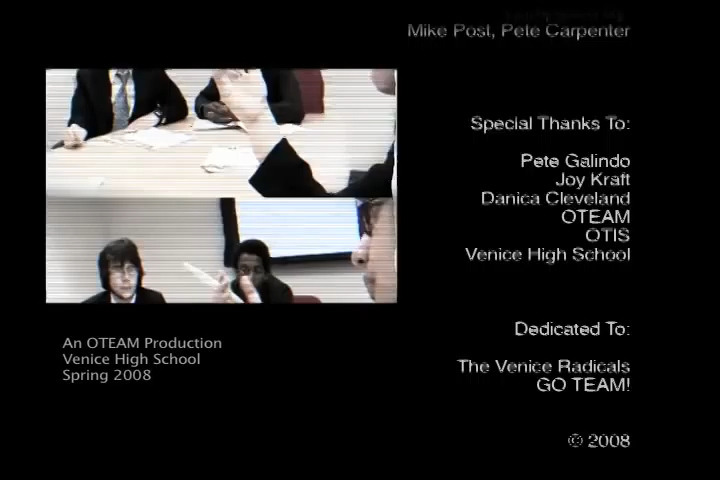 Mike Post, Pete Carpenter
Special Thanks To:
Pete Galindo
Joy Kraft
Danica Cleveland
OTEAM
OTIS
Venice High School
Dedicated To:
The Venice Radicals
GO TEAM!
© 2008
An OTEAM Production
Venice High School
Spring 2008